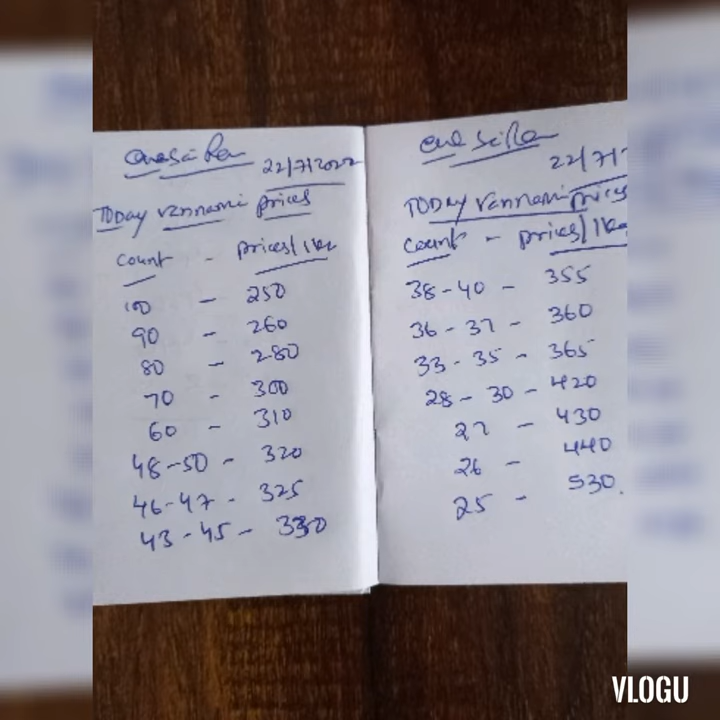 22/7/2022
TODay vannami prices
count - prices/1kg
100 - 250
90 - 260
80 - 280
70 - 300
60 - 310
48-50 - 320
46-47 - 325
43-45 - 330
22/7/
TODay vannami prices
count - prices/1kg
38-40 - 355
36-37 - 360
33-35 - 365
28-30 - 420
27 - 430
26 - 440
25 - 530.
VLOGU